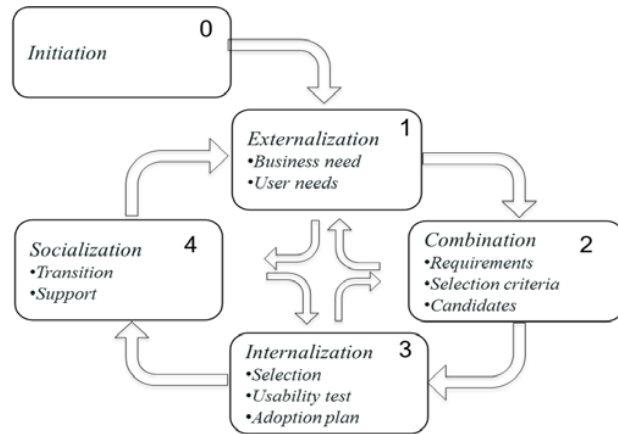 0
Initiation
1
Externalization
•Business need
•User needs
Socialization 4
•Transition
•Support
Combination 2
•Requirements
•Selection criteria
•Candidates
Internalization 3
•Selection
•Usability test
•Adoption plan